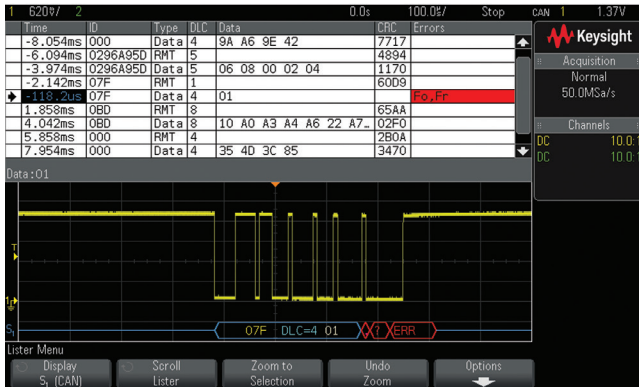 1 620♥/ 2 0.0s 100.0♉/ Stop CAN 1 1.37V
Time ID Type DLC Data CRC Errors
-8.054ms 000 Data 4 9A A6 9E 42 7717
-6.094ms 0296A95D RMT 5 4894
-3.974ms 0296A95D Data 5 06 08 00 02 04 1170
-2.142ms 07F RMT 1 60D9
-118.2us 07F Data 4 01 Fo,Fr
1.858ms 0BD RMT 8 65AA
4.042ms 0BD Data 8 10 A0 A3 A4 A6 22 A7… 02F0
5.858ms 000 RMT 4 2B0A
7.954ms 000 Data 4 35 4D 3C 85 3470
Keysight
Acquisition
Normal
50.0MSa/s
Channels
DC 10.0:
DC 10.0:
Data:01
T
1
S1 07F DLC=4 01 ? ERR
Lister Menu
Display
S1 (CAN)
Scroll
Lister
Zoom to
Selection
Undo
Zoom
Options